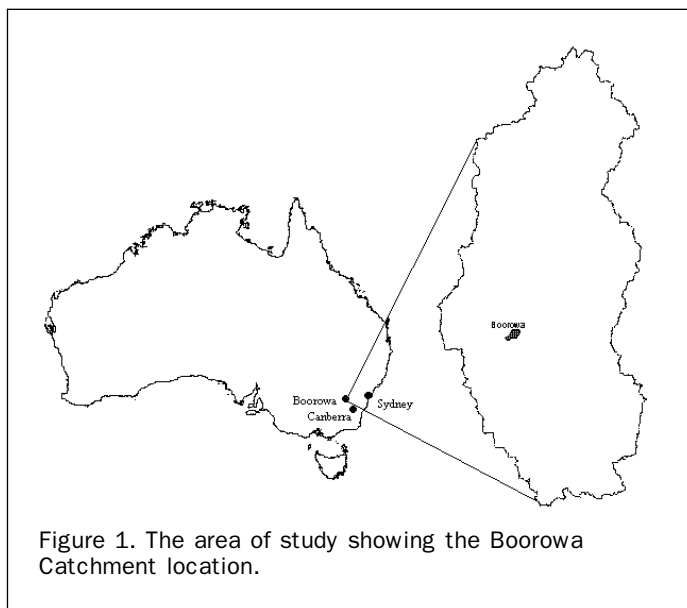 Boorowa
Boorowa
Sydney
Canberra
Figure 1. The area of study showing the Boorowa
Catchment location.